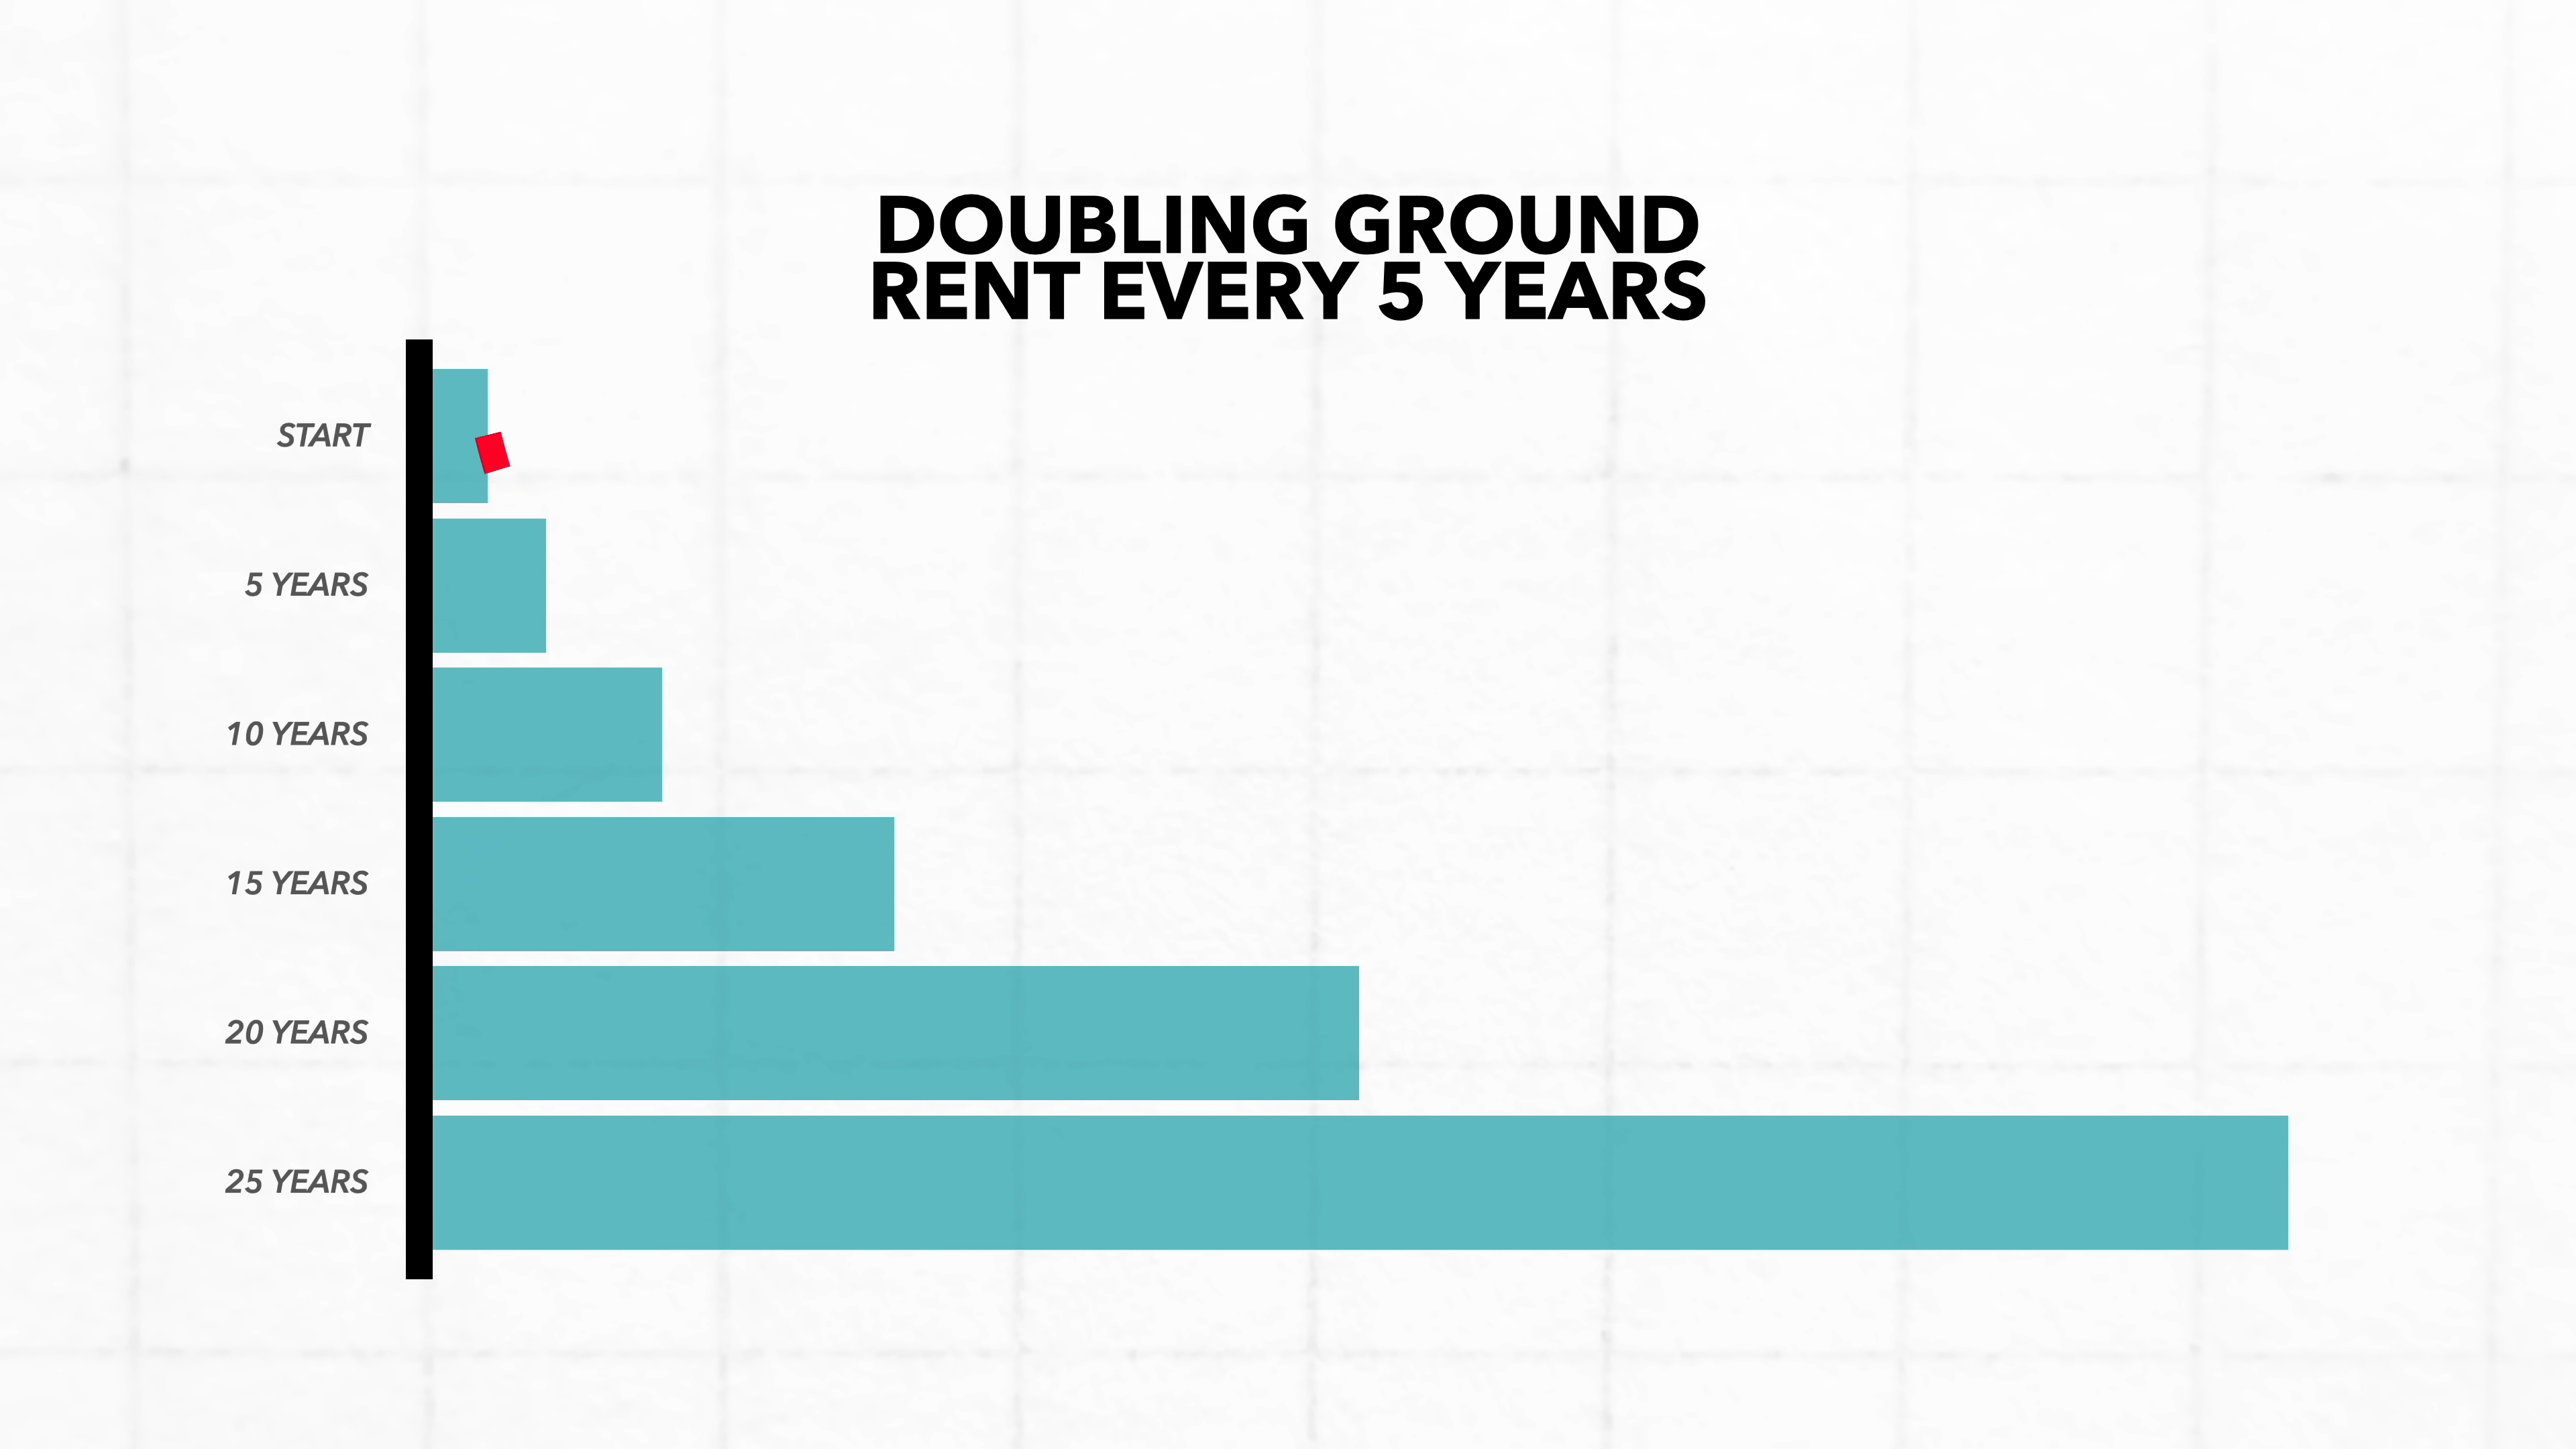 DOUBLING GROUND
RENT EVERY 5 YEARS
START
5 YEARS
10 YEARS
15 YEARS
20 YEARS
25 YEARS